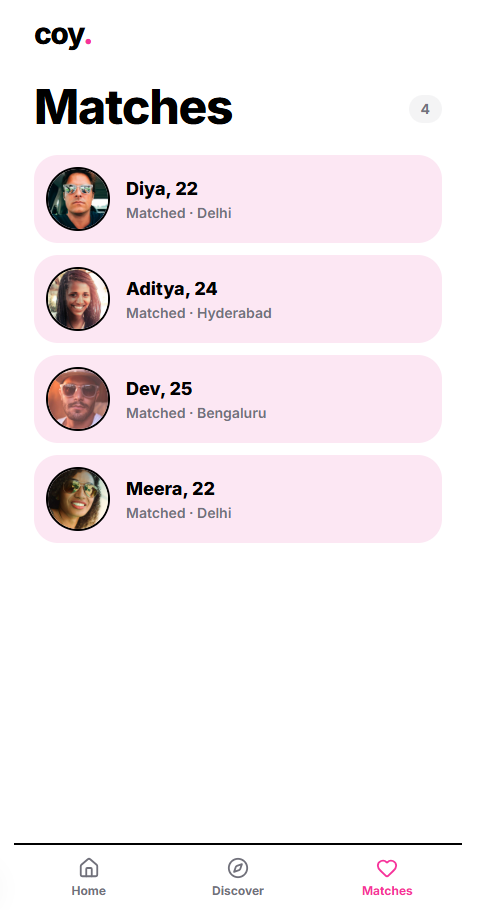 coy.
Matches
4
Diya, 22
Matched · Delhi
Aditya, 24
Matched · Hyderabad
Dev, 25
Matched · Bengaluru
Meera, 22
Matched · Delhi
Home
Discover
Matches